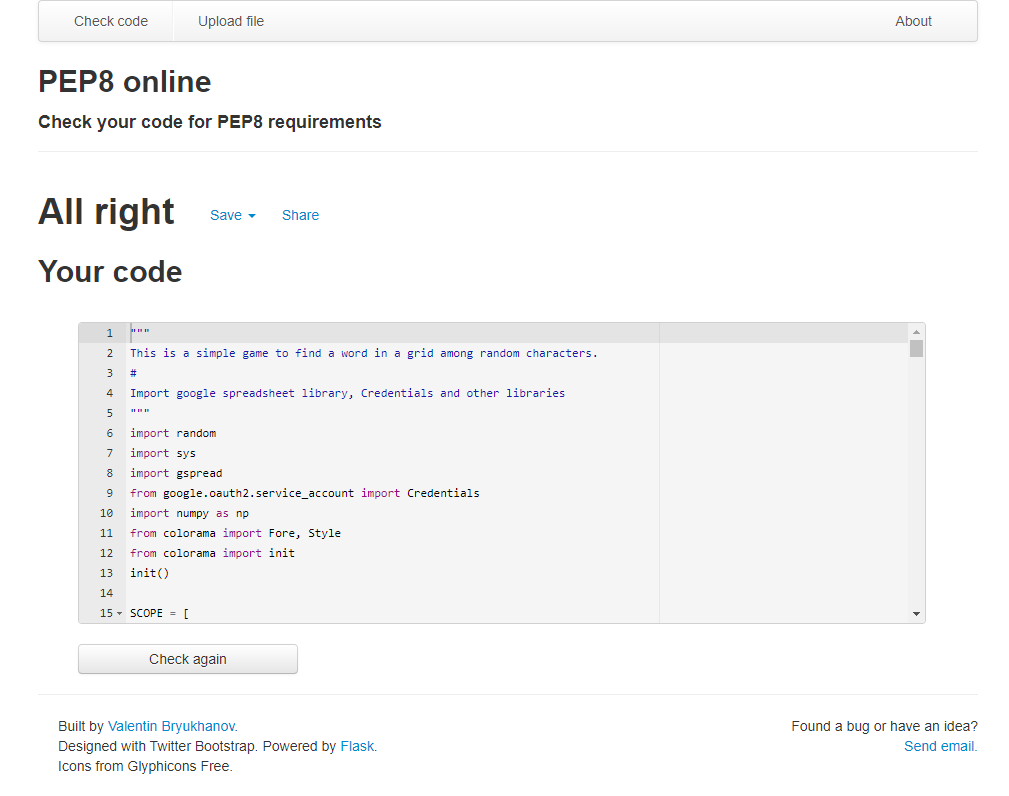 Check code Upload file About
PEP8 online
Check your code for PEP8 requirements
All right Save Share
Your code
1 """
2 This is a simple game to find a word in a grid among random characters.
3 #
4 Import google spreadsheet library, Credentials and other libraries
5 """
6 import random
7 import sys
8 import gspread
9 from google.oauth2.service_account import Credentials
10 import numpy as np
11 from colorama import Fore, Style
12 from colorama import init
13 init()
14
15 SCOPE = [
Check again
Built by Valentin Bryukhanov. Found a bug or have an idea?
Designed with Twitter Bootstrap. Powered by Flask. Send email.
Icons from Glyphicons Free.